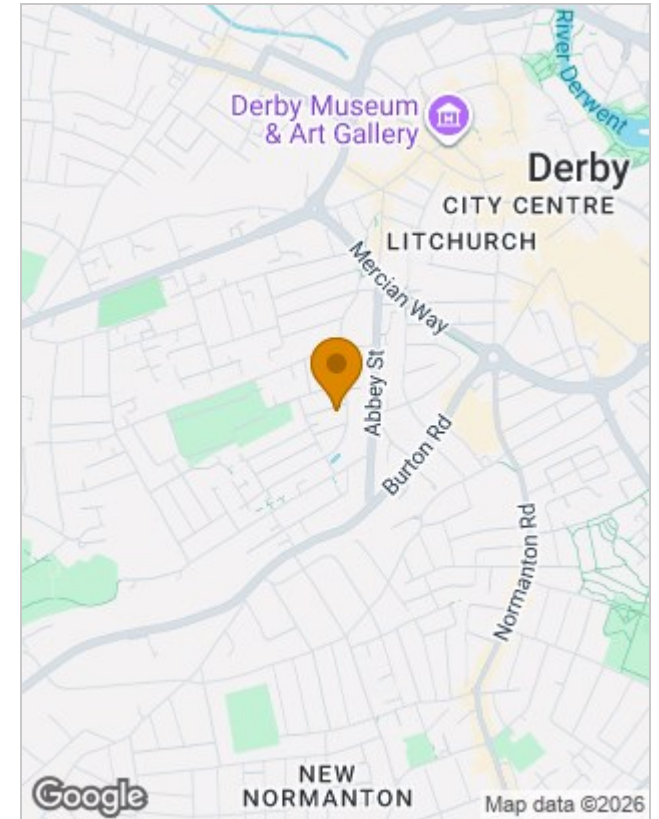 River Derwent
Derby Museum
& Art Gallery
Derby
CITY CENTRE
LITCHURCH
Mercian Way
Abbey St
Burton Rd
Normanton Rd
NEW
NORMANTON
Google
Map data ©2026